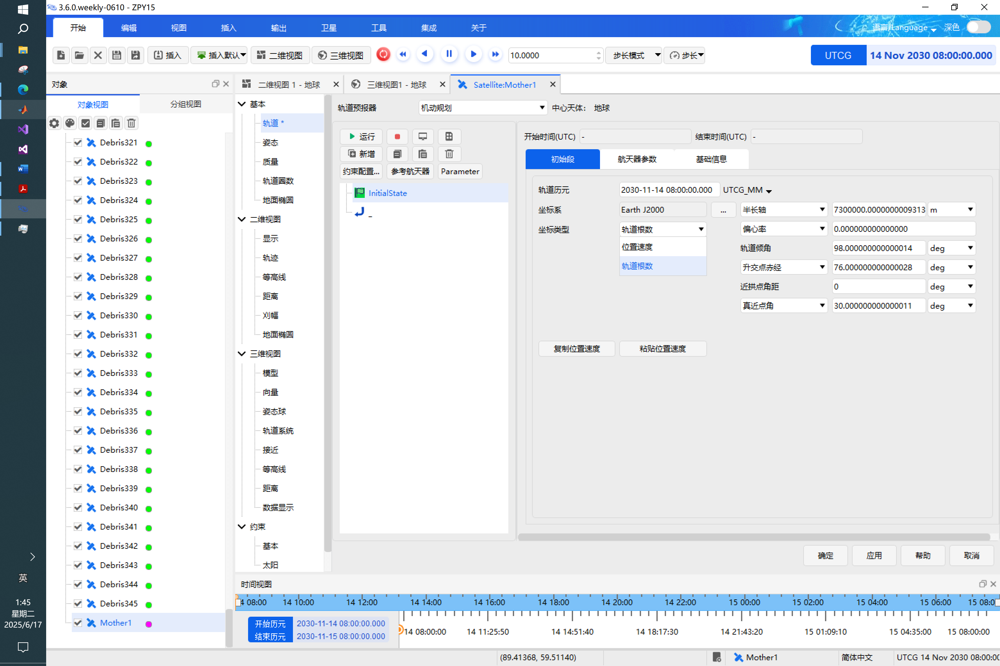 3.6.0.weekly-0610 - ZPY15
开始 编辑 视图 插入 输出 卫星 工具 集成 关于
语言/Language 深色
插入 插入默认 二维视图 三维视图 10.0000 步长模式 步长 UTCG 14 Nov 2030 08:00:00.000
对象
二维视图 1 - 地球 三维视图1 - 地球 Satellite:Mother1
对象视图 分组视图
Debris321
Debris322
Debris323
Debris324
Debris325
Debris326
Debris327
Debris328
Debris329
Debris330
Debris331
Debris332
Debris333
Debris334
Debris335
Debris336
Debris337
Debris338
Debris339
Debris340
Debris341
Debris342
Debris343
Debris344
Debris345
Mother1
基本
轨道 *
姿态
质量
轨道圈数
地面椭圆
二维视图
显示
轨迹
等高线
距离
刈幅
地面椭圆
三维视图
模型
向量
姿态球
轨道系统
接近
等高线
距离
数据显示
约束
基本
太阳
轨道预报器 机动规划 中心天体: 地球
运行
新增
约束配置... 参考航天器 Parameter
InitialState
-
开始时间(UTC) - 结束时间(UTC) -
初始段 航天器参数 基础信息
轨道历元 2030-11-14 08:00:00.000 UTCG_MM
坐标系 Earth J2000 ... 半长轴 7300000.0000000009313 m
坐标类型 轨道根数 偏心率 0.000000000000000
位置速度 轨道倾角 98.000000000000014 deg
轨道根数 升交点赤经 76.000000000000028 deg
近拱点角距 0 deg
真近点角 30.000000000000011 deg
复制位置速度 粘贴位置速度
确定 应用 帮助 取消
时间视图
4 08:00 14 10:00 14 12:00 14 14:00 14 16:00 14 18:00 14 20:00 14 22:00 15 00:00 15 02:00 15 04:00 15 06:00 15 08:0
开始历元 2030-11-14 08:00:00.000
结束历元 2030-11-15 08:00:00.000
14 08:00:00 14 11:25:50 14 14:51:40 14 18:17:30 14 21:43:20 15 01:09:10 15 04:35:00 15 08:00:00
(89.41368, 59.51140) Mother1 简体中文 UTCG 14 Nov 2030 08:00:00
英
1:45
星期二
2025/6/17